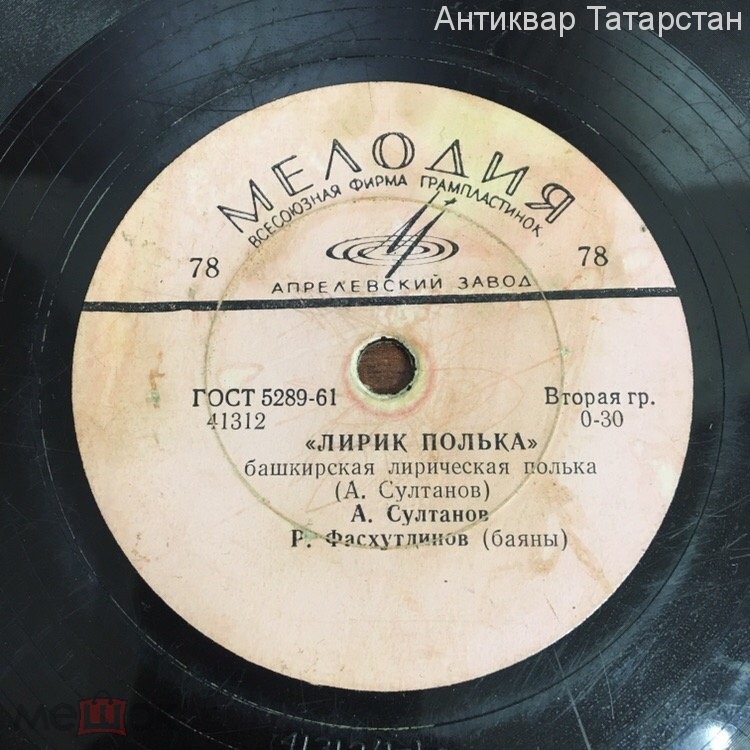 Антиквар Татарстан
МЕЛОДИЯ
ВСЕСОЮЗНАЯ ФИРМА ГРАМПЛАСТИНОК
78
78
АПРЕЛЕВСКИЙ ЗАВОД
ГОСТ 5289-61
Вторая гр.
41312
0-30
«ЛИРИК ПОЛЬКА»
башкирская лирическая полька
(А. Султанов)
А. Султанов
Р. Фасхутдинов (баяны)